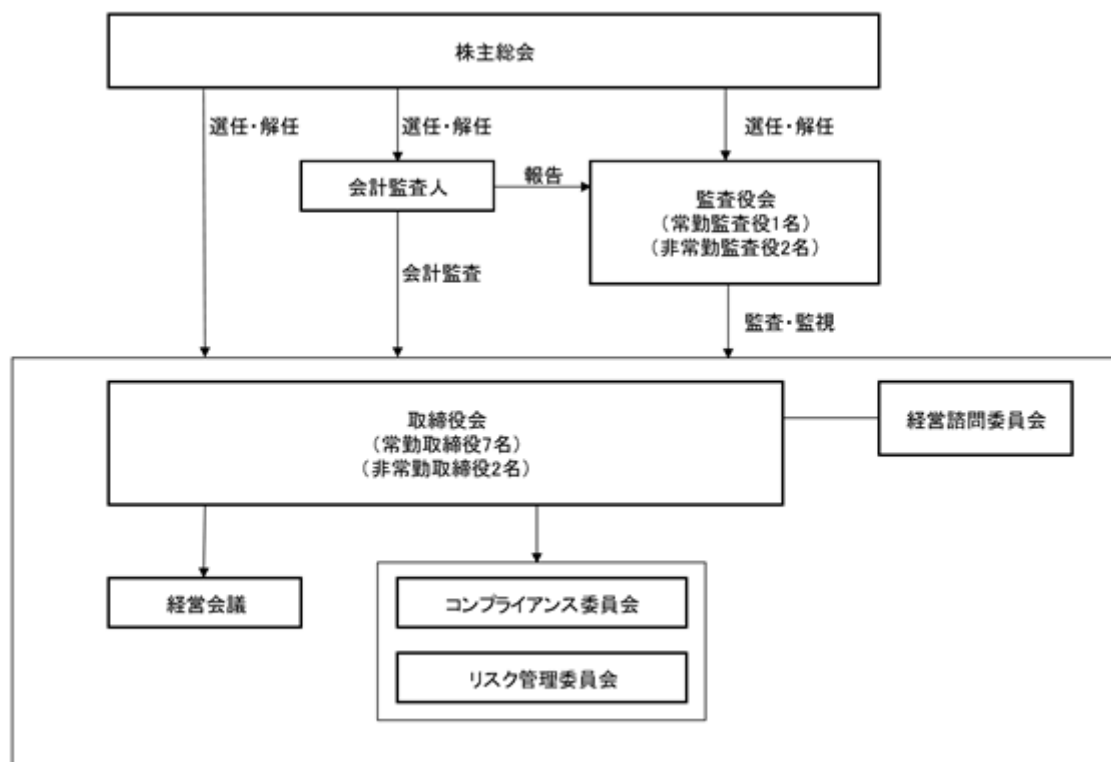 株主総会
選任・解任
選任・解任
選任・解任
会計監査人
報告
監査役会
（常勤監査役1名）
（非常勤監査役2名）
会計監査
監査・監視
取締役会
（常勤取締役7名）
（非常勤取締役2名）
経営諮問委員会
経営会議
コンプライアンス委員会
リスク管理委員会